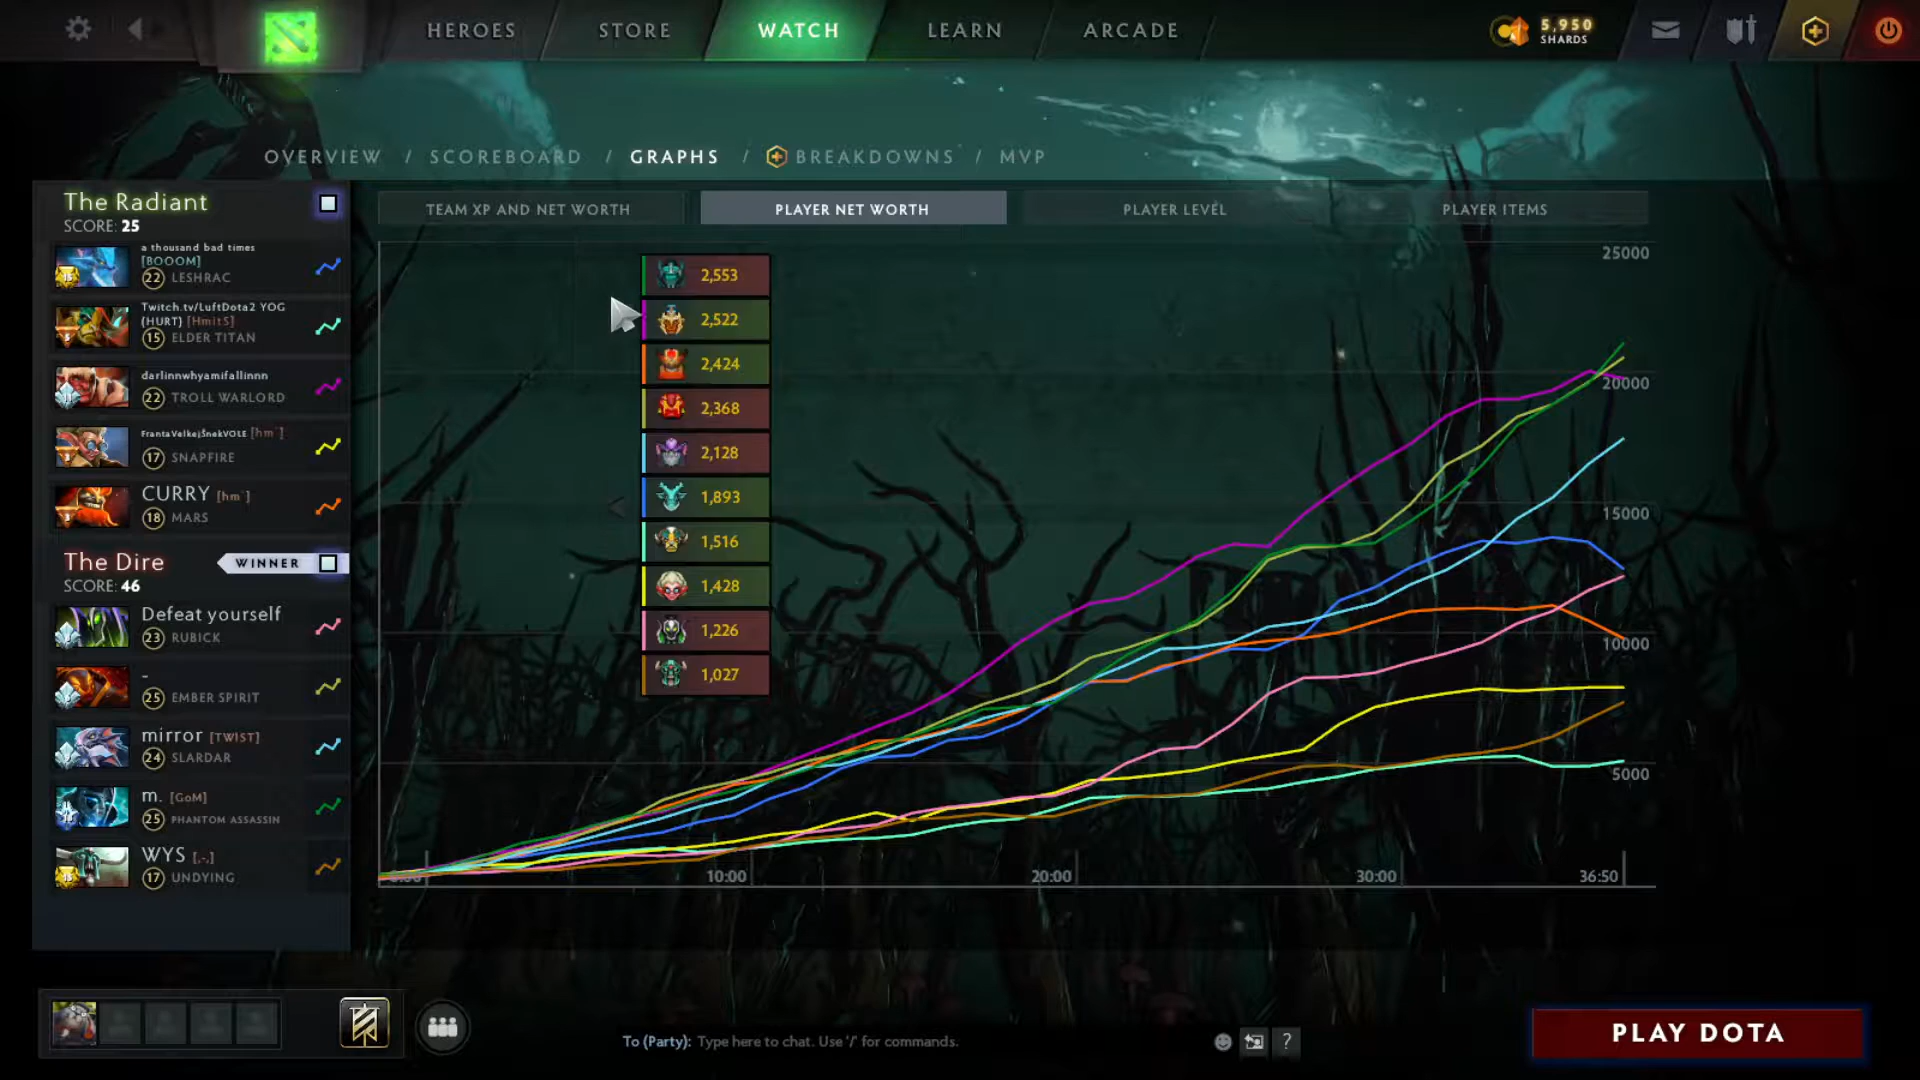 HEROES
STORE
WATCH
LEARN
ARCADE
5,950
SHARDS
OVERVIEW / SCOREBOARD / GRAPHS / BREAKDOWNS / MVP
The Radiant
SCORE: 25
a thousand bad times
[BOOOM]
22 LESHRAC
Twitch.tv/LuftDota2 YOG
(HURT) [HmitS]
15 ELDER TITAN
darlinnwhyamifallinnn
22 TROLL WARLORD
FrantaVelkejŠnekVOLE [hm¨]
17 SNAPFIRE
CURRY [hm¨]
18 MARS
The Dire
WINNER
SCORE: 46
Defeat yourself
23 RUBICK
-
25 EMBER SPIRIT
mirror [TWIST]
24 SLARDAR
m. [GoM]
25 PHANTOM ASSASSIN
WYS [.-.]
17 UNDYING
TEAM XP AND NET WORTH
PLAYER NET WORTH
PLAYER LEVEL
PLAYER ITEMS
2,553
2,522
2,424
2,368
2,128
1,893
1,516
1,428
1,226
1,027
25000
20000
15000
10000
5000
10:00
20:00
30:00
36:50
To (Party): Type here to chat. Use '/' for commands.
?
PLAY DOTA